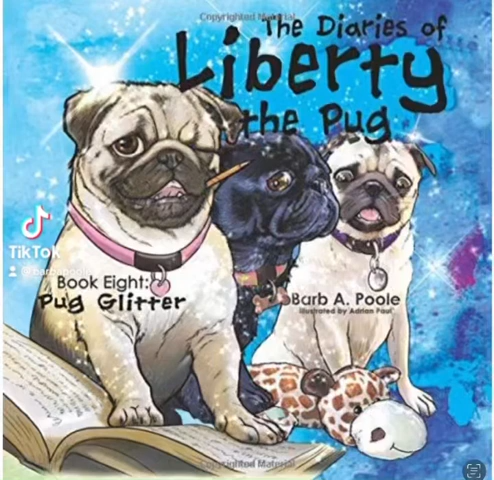 Copyrighted Material
The Diaries of
Liberty
the Pug
TikTok
Book Eight:
Pug Glitter
Barb A. Poole
Illustrated by Adrian Paul
Copyrighted Material